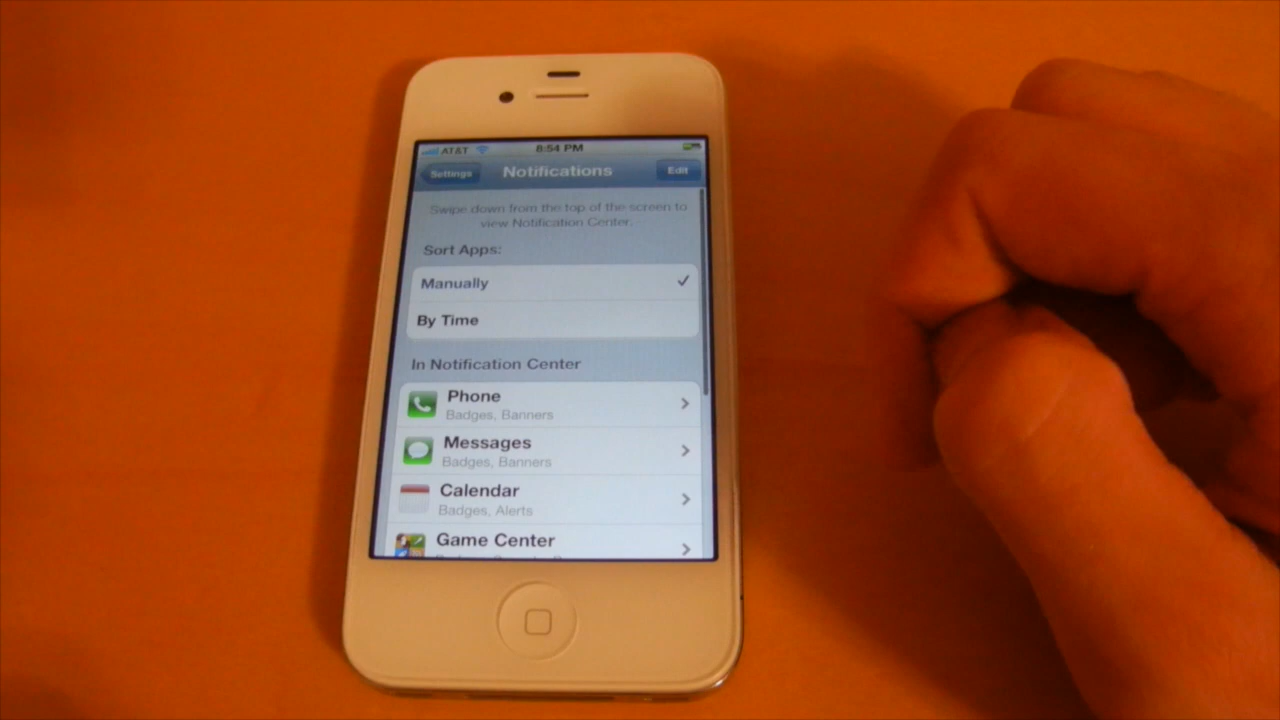 AT&T 8:54 PM
Settings Notifications Edit
Swipe down from the top of the screen to
view Notification Center.
Sort Apps:
Manually
By Time
In Notification Center
Phone
Badges, Banners
Messages
Badges, Banners
Calendar
Badges, Alerts
Game Center